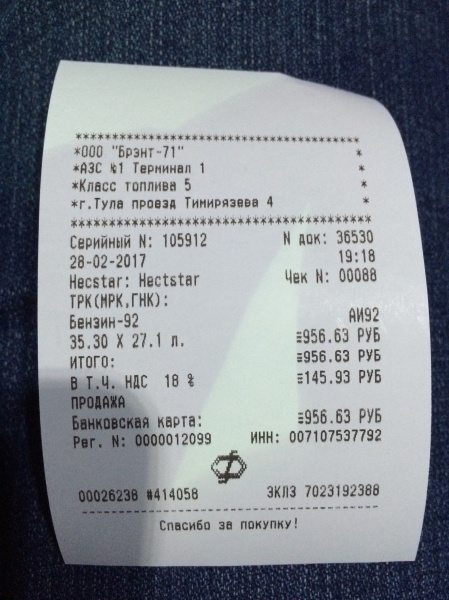 *******************************************
*ООО "Брэнт-71" *
*АЗС №1 Терминал 1 *
*Класс топлива 5 *
*г.Тула проезд Тимирязева 4 *
*******************************************
Серийный N: 105912 N док: 36530
28-02-2017 19:18
Hecstar: Hectstar Чек N: 00088
ТРК(МРК,ГНК):
Бензин-92 АИ92
35.30 X 27.1 л. ≡956.63 РУБ
ИТОГО: ≡956.63 РУБ
В Т.Ч. НДС 18 % ≡145.93 РУБ
ПРОДАЖА
Банковская карта: ≡956.63 РУБ
Рег. N: 0000012099 ИНН: 007107537792
00026238 #414058 ЭКЛЗ 7023192388
Спасибо за покупку!